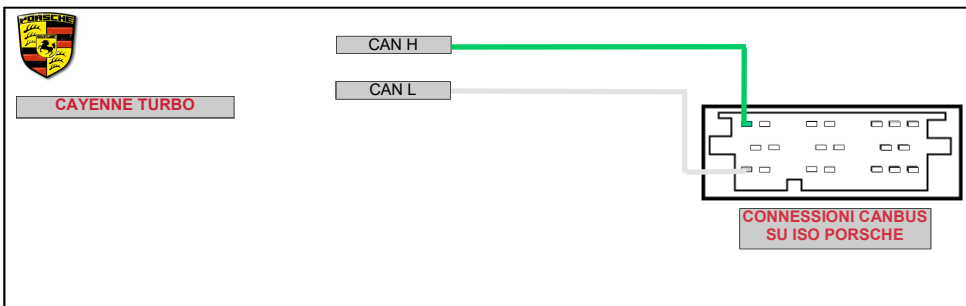 PORSCHE
CAN H
CAN L
CAYENNE TURBO
CONNESSIONI CANBUS
SU ISO PORSCHE